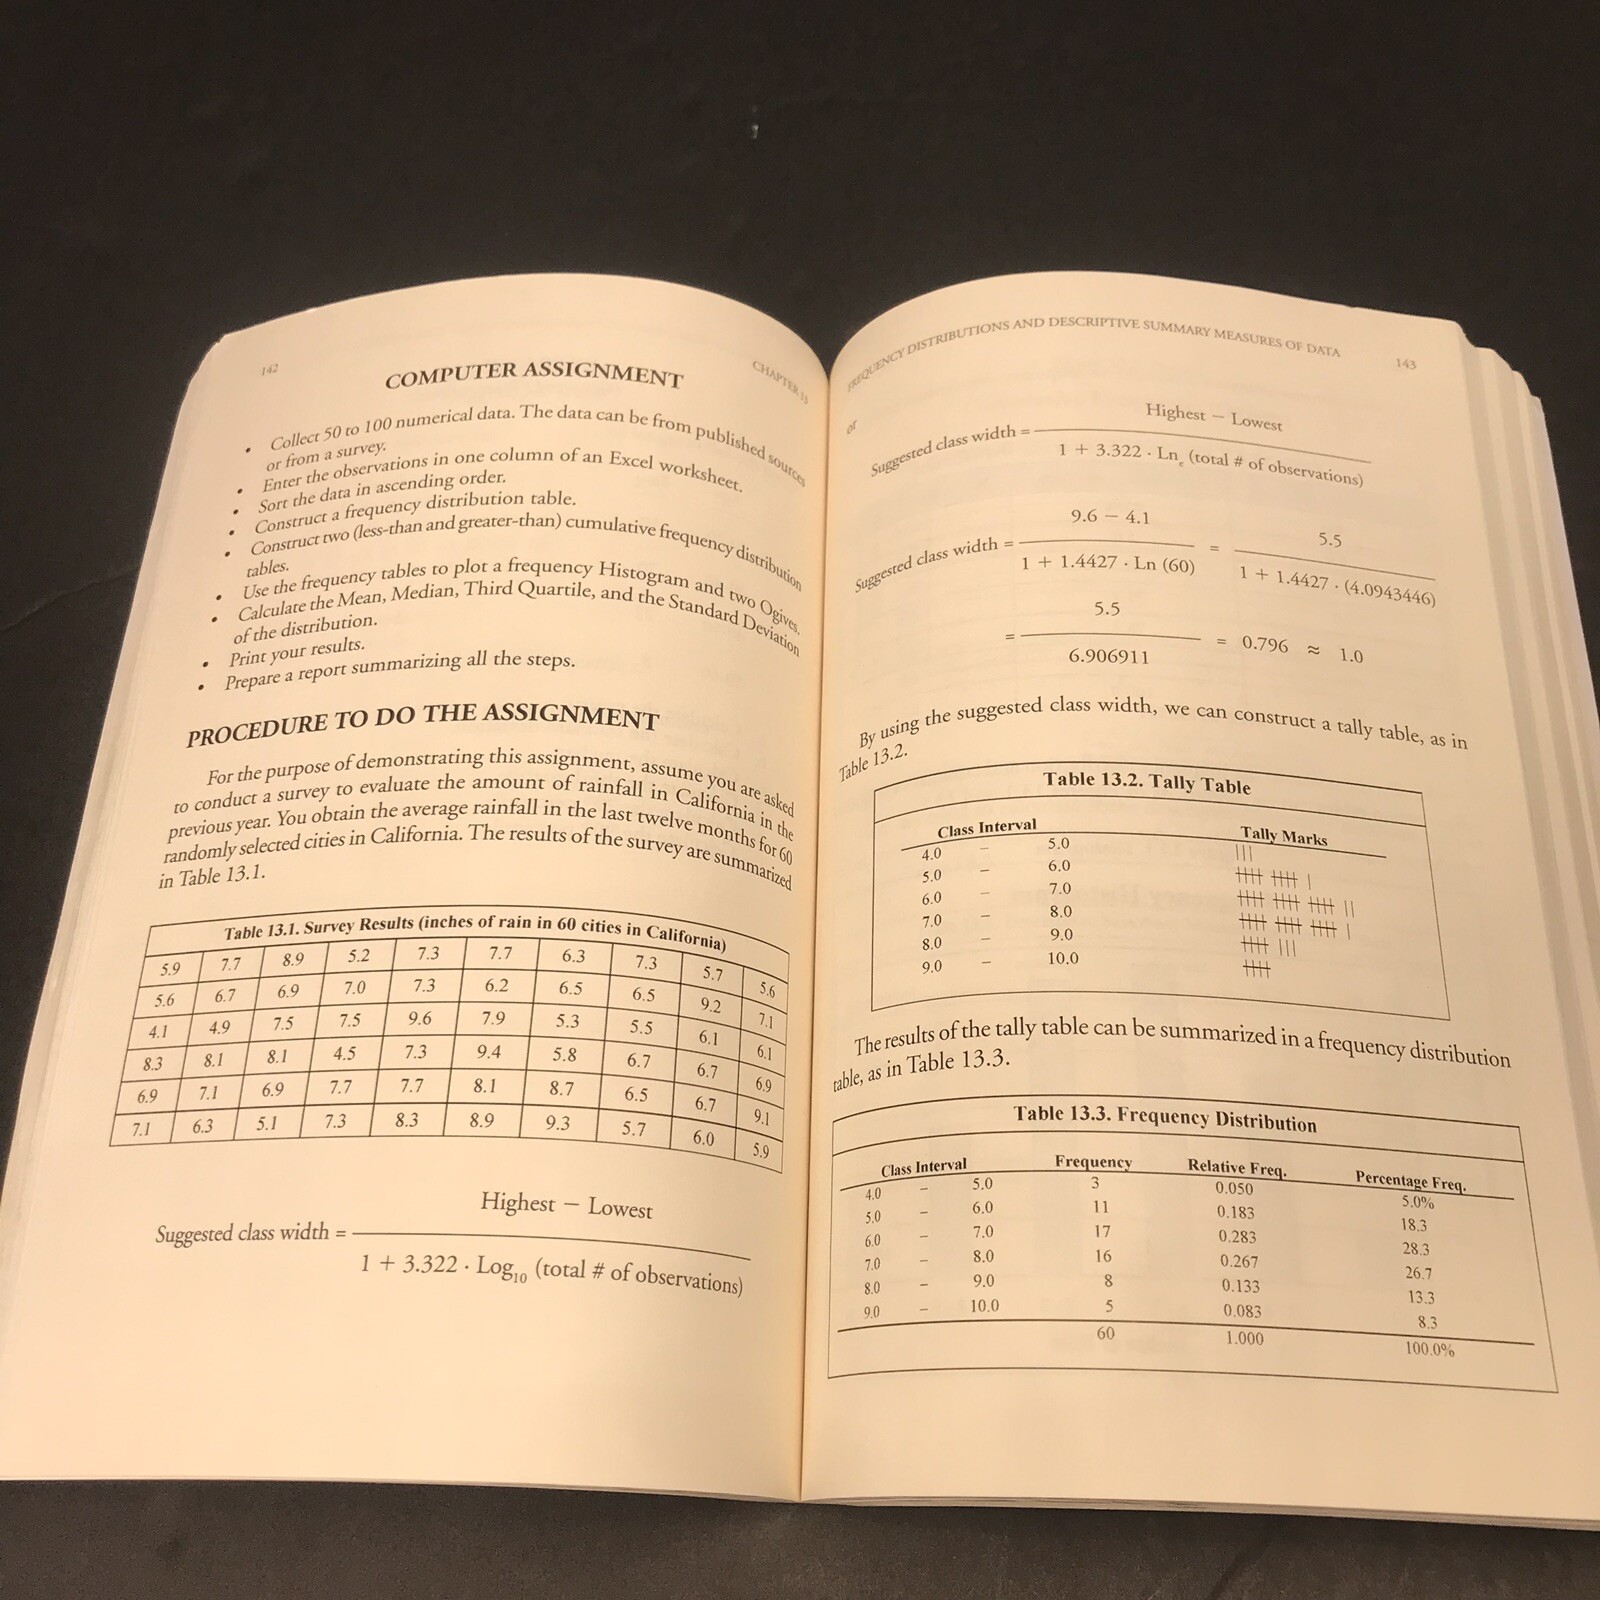 142
CHAPTER 13
COMPUTER ASSIGNMENT
• Collect 50 to 100 numerical data. The data can be from published sources
or from a survey.
• Enter the observations in one column of an Excel worksheet.
• Sort the data in ascending order.
• Construct a frequency distribution table.
• Construct two (less-than and greater-than) cumulative frequency distribution
tables.
• Use the frequency tables to plot a frequency Histogram and two Ogives.
• Calculate the Mean, Median, Third Quartile, and the Standard Deviation
of the distribution.
• Print your results.
• Prepare a report summarizing all the steps.
PROCEDURE TO DO THE ASSIGNMENT
For the purpose of demonstrating this assignment, assume you are asked
to conduct a survey to evaluate the amount of rainfall in California in the
previous year. You obtain the average rainfall in the last twelve months for 60
randomly selected cities in California. The results of the survey are summarized
in Table 13.1.
Table 13.1. Survey Results (inches of rain in 60 cities in California)
5.9 7.7 8.9 5.2 7.3 7.7 6.3 7.3 5.7 5.6
5.6 6.7 6.9 7.0 7.3 6.2 6.5 6.5 9.2 7.1
4.1 4.9 7.5 7.5 9.6 7.9 5.3 5.5 6.1 6.1
8.3 8.1 8.1 4.5 7.3 9.4 5.8 6.7 6.7 6.9
6.9 7.1 6.9 7.7 7.7 8.1 8.7 6.5 6.7 9.1
7.1 6.3 5.1 7.3 8.3 8.9 9.3 5.7 6.0 5.9
Highest − Lowest
Suggested class width =
1 + 3.322 · Log₁₀ (total # of observations)
FREQUENCY DISTRIBUTIONS AND DESCRIPTIVE SUMMARY MEASURES OF DATA
143
or
Highest − Lowest
Suggested class width =
1 + 3.322 · Lnₑ (total # of observations)
9.6 − 4.1 5.5
Suggested class width = =
1 + 1.4427 · Ln (60) 1 + 1.4427 · (4.0943446)
5.5
= = 0.796 ≈ 1.0
6.906911
By using the suggested class width, we can construct a tally table, as in
Table 13.2.
Table 13.2. Tally Table
Class Interval Tally Marks
4.0 – 5.0 |||
5.0 – 6.0 𝍸 𝍸 |
6.0 – 7.0 𝍸 𝍸 𝍸 ||
7.0 – 8.0 𝍸 𝍸 𝍸 |
8.0 – 9.0 𝍸 |||
9.0 – 10.0 𝍸
The results of the tally table can be summarized in a frequency distribution
table, as in Table 13.3.
Table 13.3. Frequency Distribution
Class Interval Frequency Relative Freq. Percentage Freq.
4.0 – 5.0 3 0.050 5.0%
5.0 – 6.0 11 0.183 18.3
6.0 – 7.0 17 0.283 28.3
7.0 – 8.0 16 0.267 26.7
8.0 – 9.0 8 0.133 13.3
9.0 – 10.0 5 0.083 8.3
60 1.000 100.0%